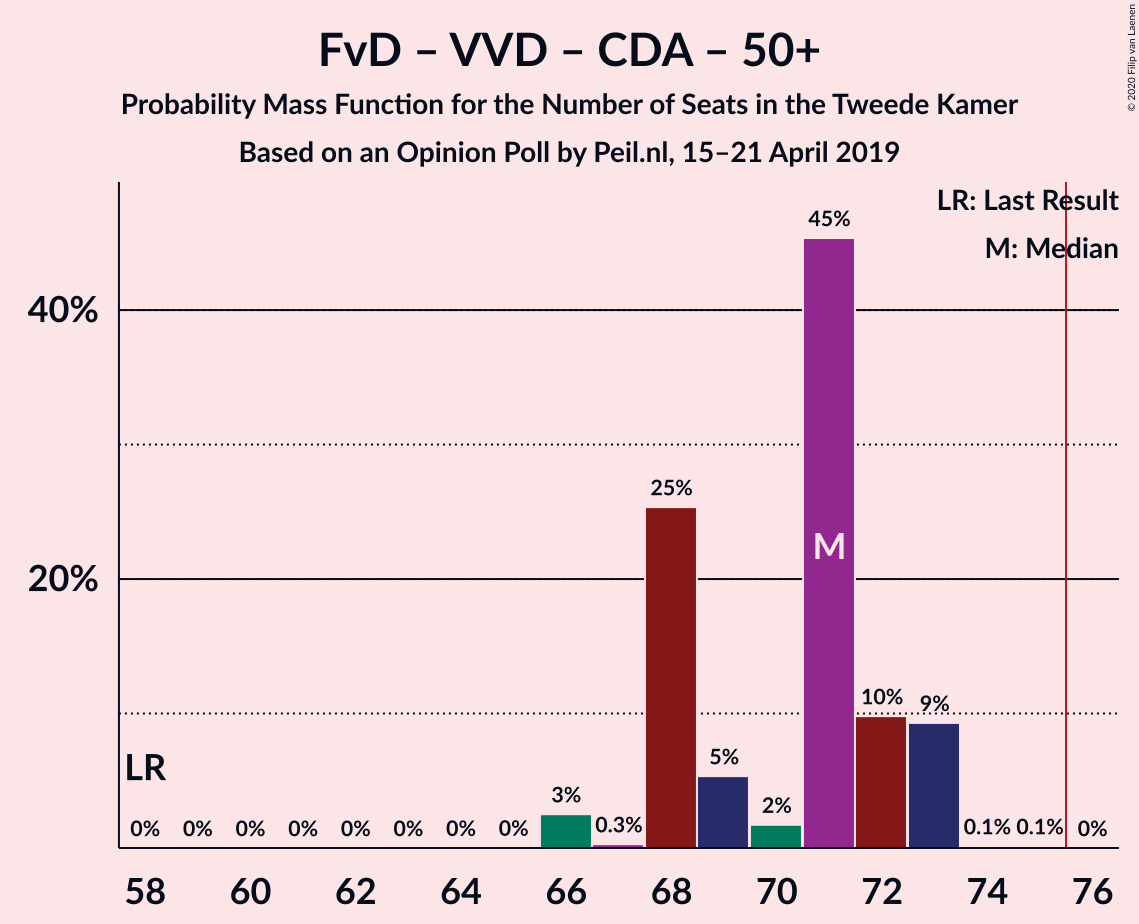 FvD – VVD – CDA – 50+
Probability Mass Function for the Number of Seats in the Tweede Kamer
Based on an Opinion Poll by Peil.nl, 15–21 April 2019
© 2020 Filip van Laenen
LR: Last Result
M: Median
40%
20%
45%
25%
M
10%
9%
LR
5%
3%
2%
0% 0% 0% 0% 0% 0% 0% 0% 0.3% 0.1% 0.1% 0%
58 60 62 64 66 68 70 72 74 76